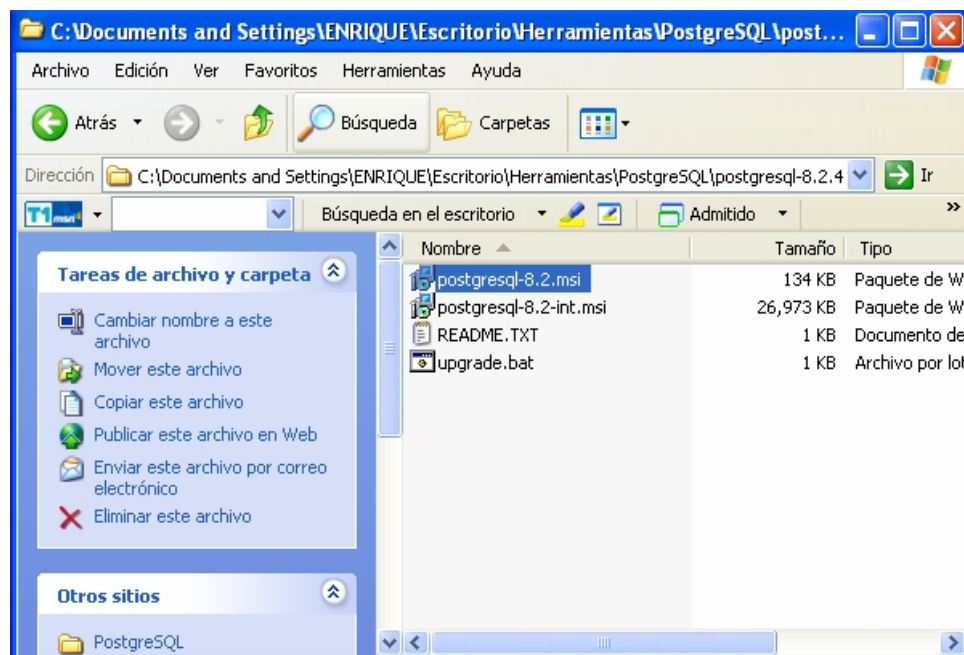 C:\Documents and Settings\ENRIQUE\Escritorio\Herramientas\PostgreSQL\post...
Archivo Edición Ver Favoritos Herramientas Ayuda
Atrás Búsqueda Carpetas
Dirección C:\Documents and Settings\ENRIQUE\Escritorio\Herramientas\PostgreSQL\postgresql-8.2.4 Ir
T1msn Búsqueda en el escritorio Admitido »
Nombre Tamaño Tipo
Tareas de archivo y carpeta
Cambiar nombre a este
archivo
Mover este archivo
Copiar este archivo
Publicar este archivo en Web
Enviar este archivo por correo
electrónico
Eliminar este archivo
Otros sitios
PostgreSQL
postgresql-8.2.msi 134 KB Paquete de W
postgresql-8.2-int.msi 26,973 KB Paquete de W
README.TXT 1 KB Documento de
upgrade.bat 1 KB Archivo por lot